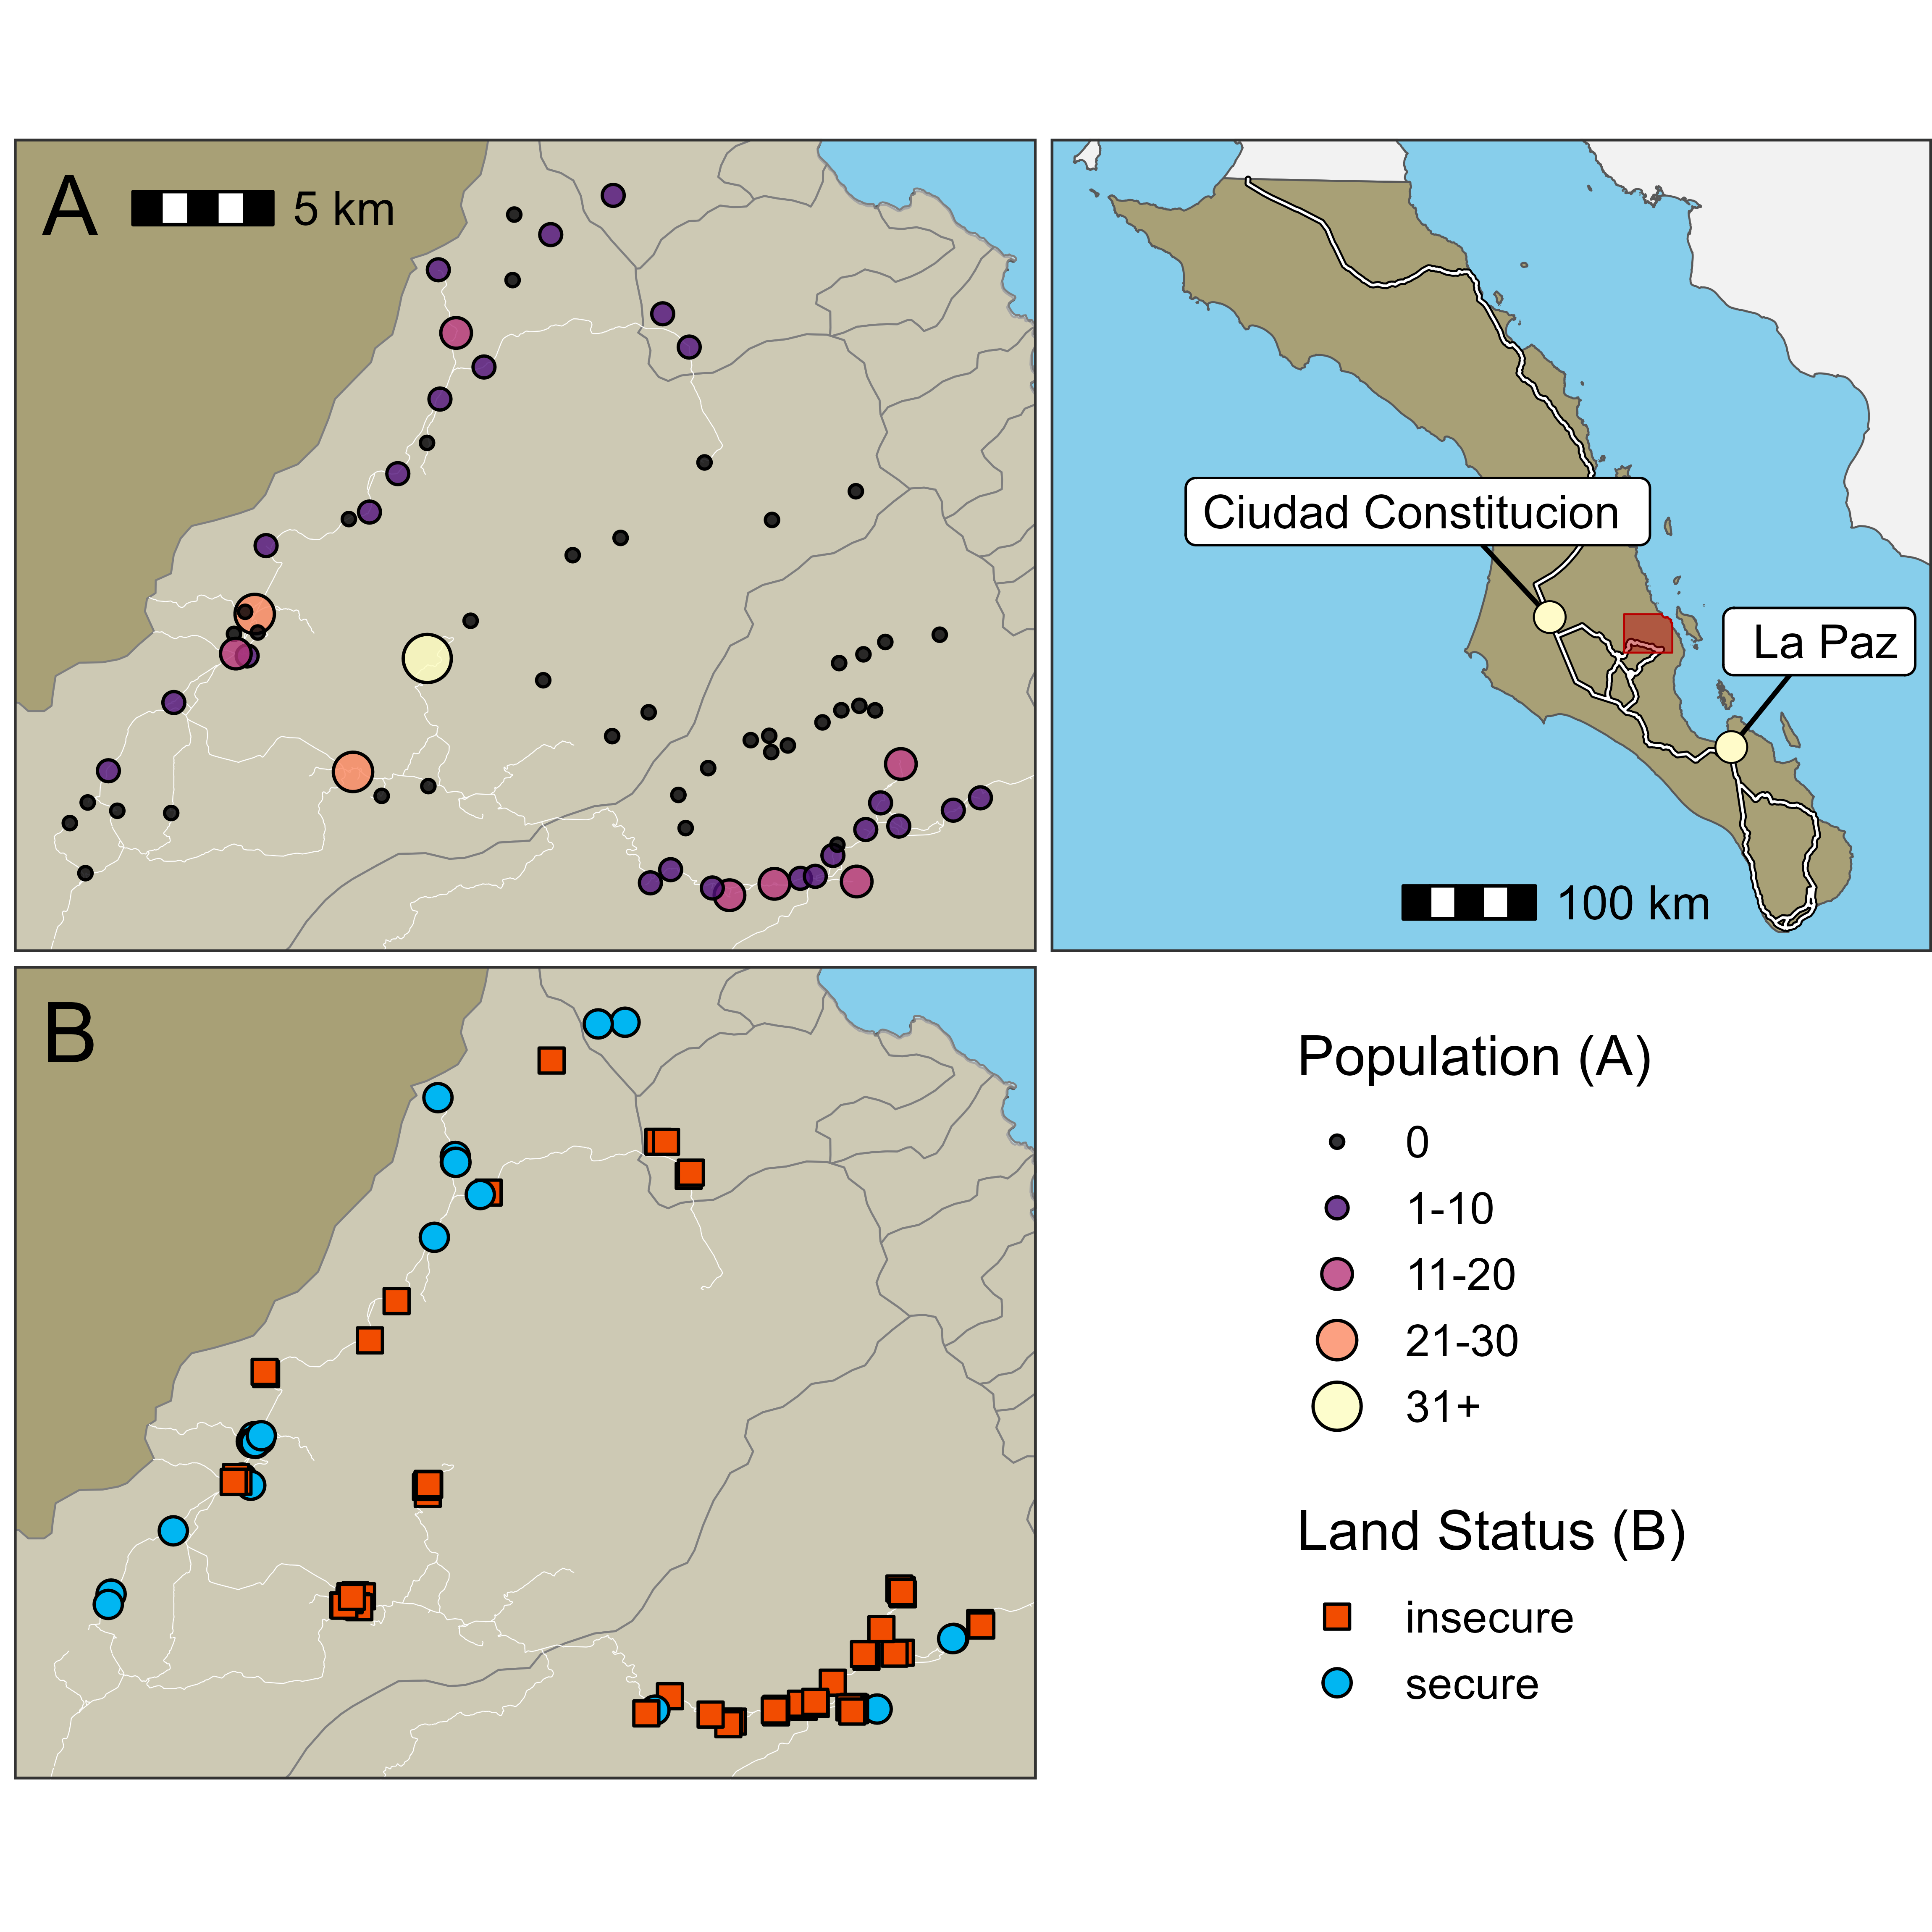 A
5 km
Ciudad Constitucion
La Paz
100 km
B
Population (A)
0
1-10
11-20
21-30
31+
Land Status (B)
insecure
secure